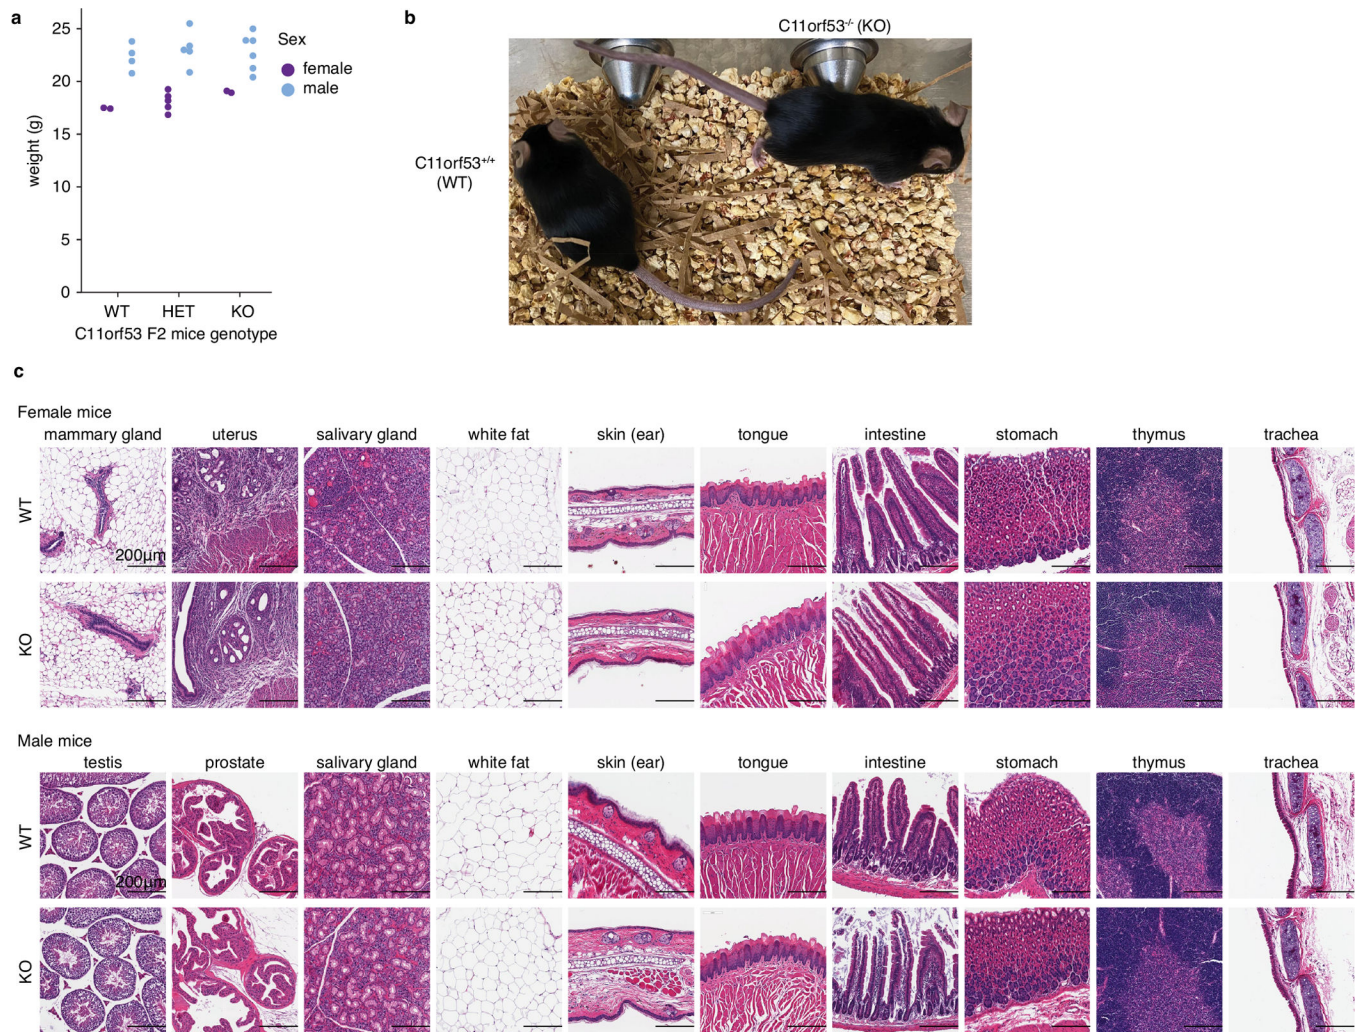 a
b
C11orf53-/- (KO)
25
20
15
10
5
0
weight (g)
Sex
female
male
WT HET KO
C11orf53 F2 mice genotype
C11orf53+/+
(WT)
c
Female mice
mammary gland uterus salivary gland white fat skin (ear) tongue intestine stomach thymus trachea
WT
200µm
KO
Male mice
testis prostate salivary gland white fat skin (ear) tongue intestine stomach thymus trachea
WT
200µm
KO